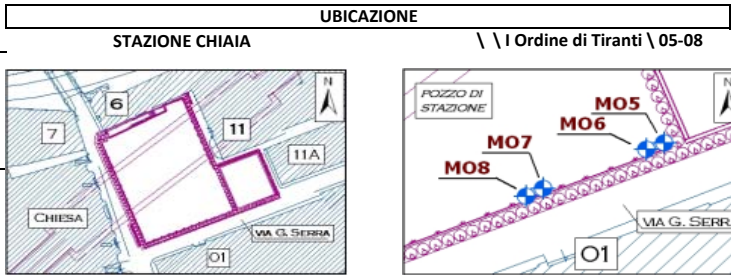 UBICAZIONE
STAZIONE CHIAIA
\ \ I Ordine di Tiranti \ 05-08
N
6
7
11
11A
CHIESA
VIA G. SERRA
O1
N
POZZO DI
STAZIONE
MO5
MO6
MO7
MO8
VIA G. SERR
O1